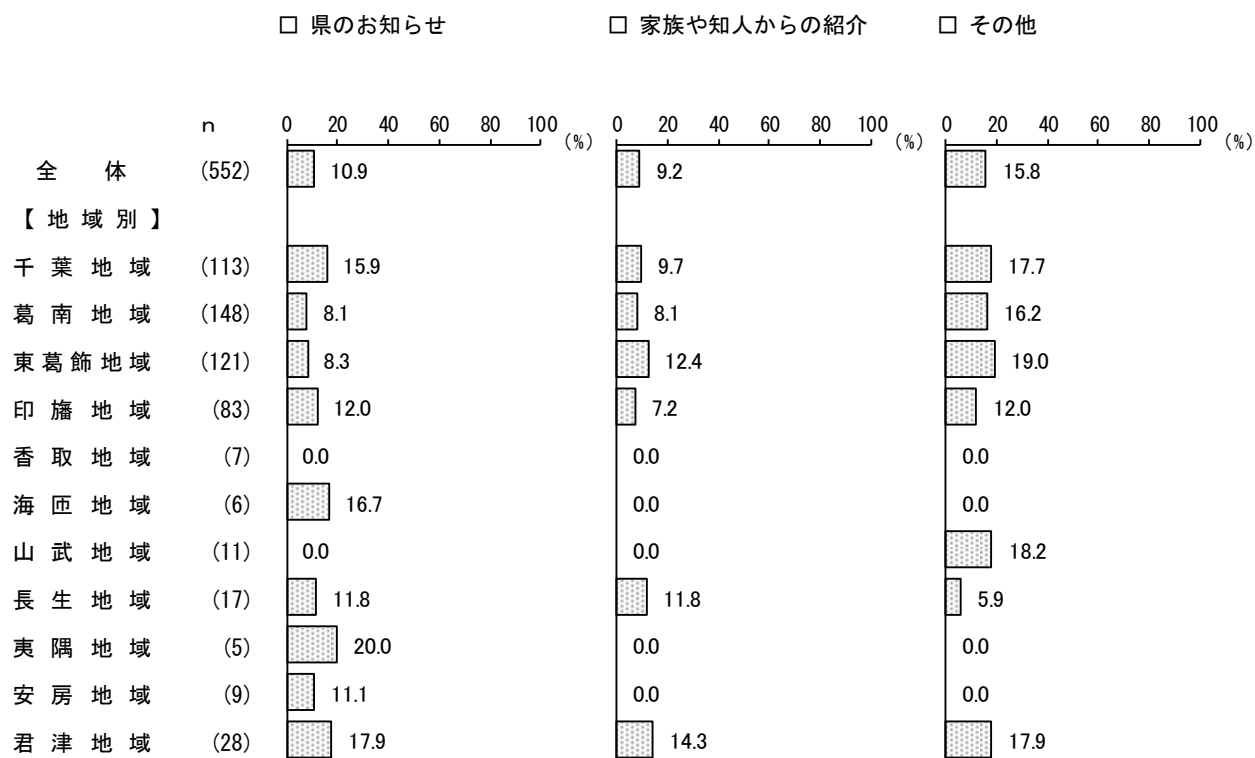 □ 県のお知らせ □ 家族や知人からの紹介 □ その他
n 0 20 40 60 80 100 (%) 0 20 40 60 80 100 (%) 0 20 40 60 80 100 (%)
全体 (552) 10.9 9.2 15.8
【地域別】
千葉地域 (113) 15.9 9.7 17.7
葛南地域 (148) 8.1 8.1 16.2
東葛飾地域 (121) 8.3 12.4 19.0
印旛地域 (83) 12.0 7.2 12.0
香取地域 (7) 0.0 0.0 0.0
海匝地域 (6) 16.7 0.0 0.0
山武地域 (11) 0.0 0.0 18.2
長生地域 (17) 11.8 11.8 5.9
夷隅地域 (5) 20.0 0.0 0.0
安房地域 (9) 11.1 0.0 0.0
君津地域 (28) 17.9 14.3 17.9